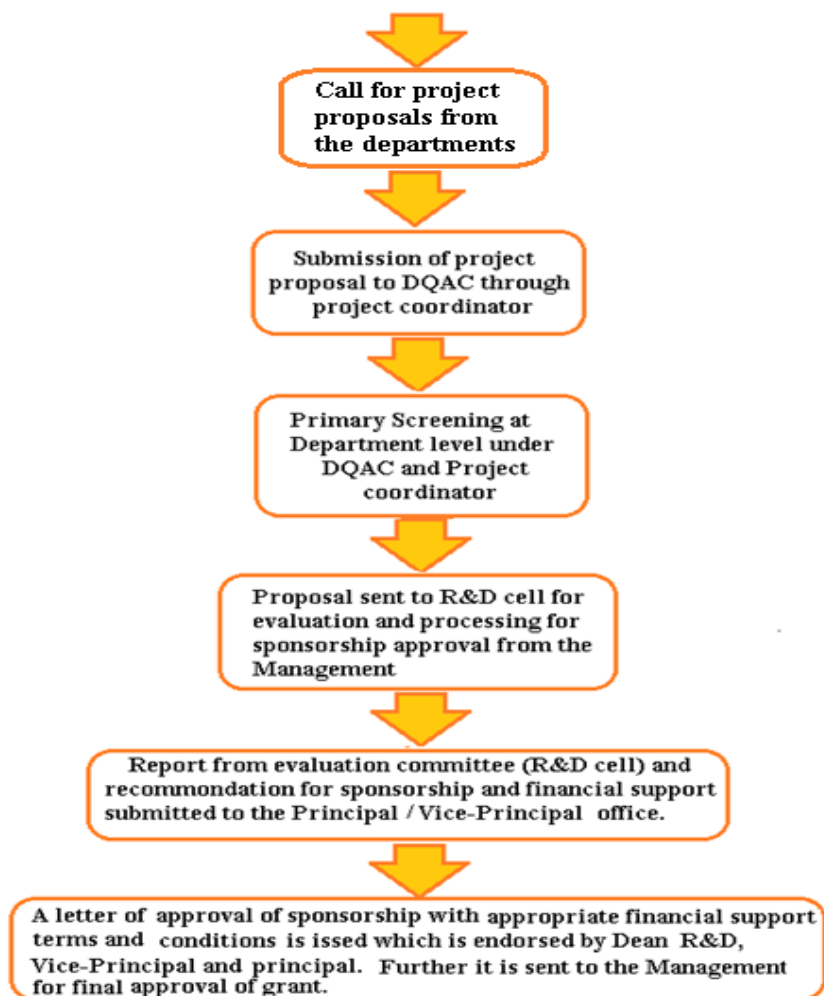 Call for project
proposals from
the departments
Submission of project
proposal to DQAC through
project coordinator
Primary Screening at
Department level under
DQAC and Project
coordinator
Proposal sent to R&D cell for
evaluation and processing for
sponsorship approval from the
Management
Report from evaluation committee (R&D cell) and
recommondation for sponsorship and financial support
submitted to the Principal / Vice-Principal office.
A letter of approval of sponsorship with appropriate financial support
terms and conditions is issed which is endorsed by Dean R&D,
Vice-Principal and principal. Further it is sent to the Management
for final approval of grant.